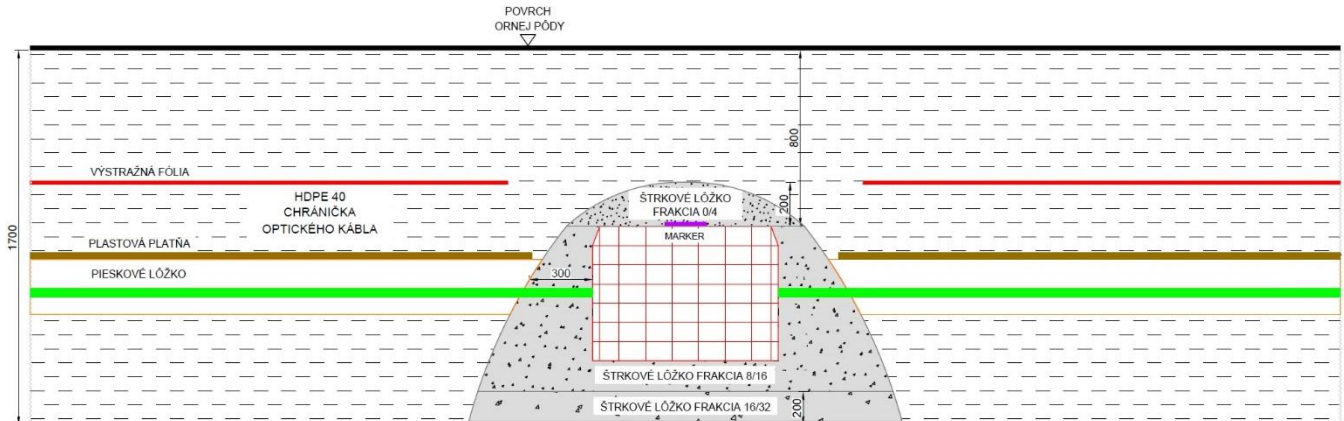 POVRCH
ORNEJ PÔDY
800
VÝSTRAŽNÁ FÓLIA
HDPE 40
CHRÁNIČKA
OPTICKÉHO KÁBLA
ŠTRKOVÉ LÔŽKO
FRAKCIA 0/4
200
MARKER
1700
PLASTOVÁ PLATŇA
PIESKOVÉ LÔŽKO
300
ŠTRKOVÉ LÔŽKO FRAKCIA 8/16
ŠTRKOVÉ LÔŽKO FRAKCIA 16/32
200